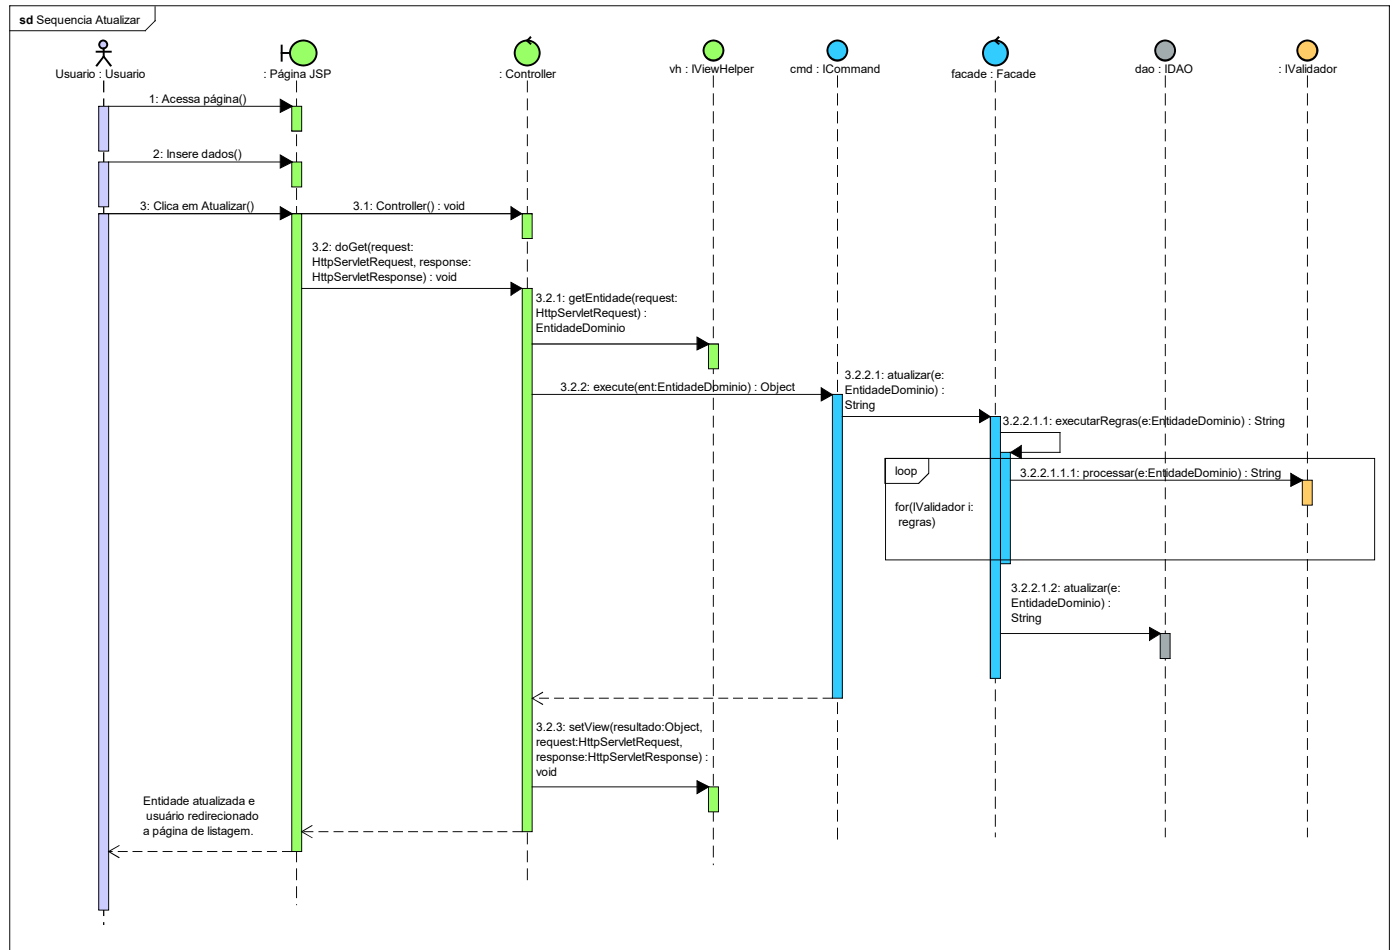 sd Sequencia Atualizar
Usuario : Usuario
: Página JSP
: Controller
vh : IViewHelper
cmd : ICommand
facade : Facade
dao : IDAO
: IValidador
1: Acessa página()
2: Insere dados()
3: Clica em Atualizar()
3.1: Controller() : void
3.2: doGet(request:
HttpServletRequest, response:
HttpServletResponse) : void
3.2.1: getEntidade(request:
HttpServletRequest) :
EntidadeDominio
3.2.2: execute(ent:EntidadeDominio) : Object
3.2.2.1: atualizar(e:
EntidadeDominio) :
String
3.2.2.1.1: executarRegras(e:EntidadeDominio) : String
loop
3.2.2.1.1.1: processar(e:EntidadeDominio) : String
for(IValidador i:
regras)
3.2.2.1.2: atualizar(e:
EntidadeDominio) :
String
3.2.3: setView(resultado:Object,
request:HttpServletRequest,
response:HttpServletResponse) :
void
Entidade atualizada e
usuário redirecionado
a página de listagem.